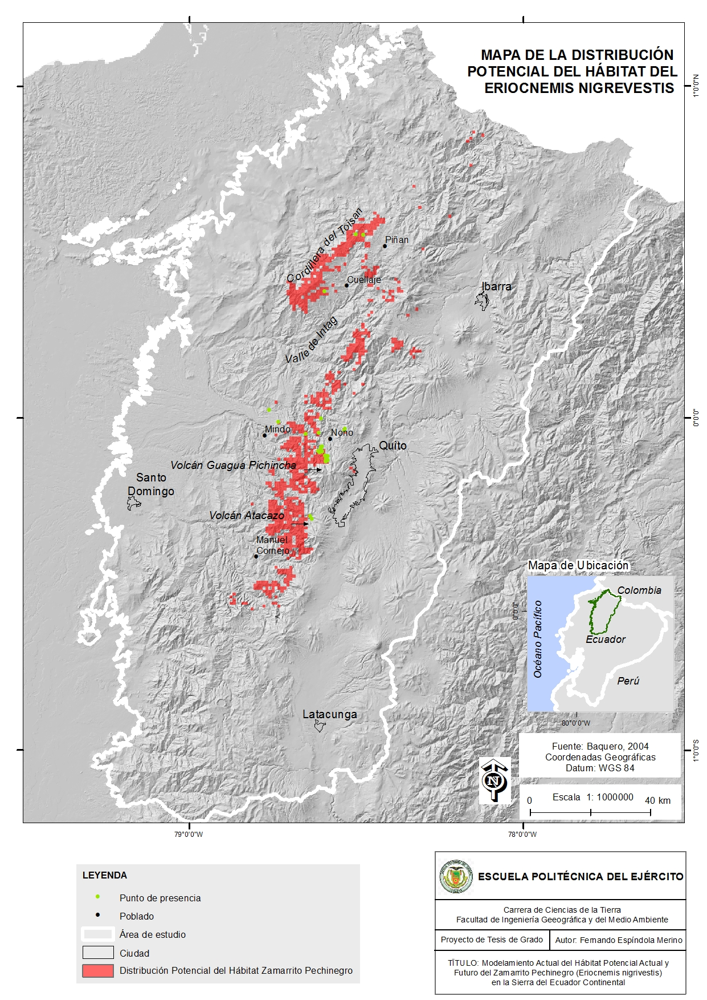 MAPA DE LA DISTRIBUCIÓN
POTENCIAL DEL HÁBITAT DEL
ERIOCNEMIS NIGREVESTIS
1°0'0"N
Cordillera del Toisan
Piñan
Cuellaje
Ibarra
Valle de Intag
0°0'0"
Mindo
Nono
Quito
Volcán Guagua Pichincha
Santo
Domingo
Volcán Atacazo
Manuel
Cornejo
Mapa de Ubicación
Colombia
0°0'0"
Océano Pacífico
Ecuador
Perú
80°0'0"W
Latacunga
Fuente: Baquero, 2004
Coordenadas Geográficas
Datum: WGS 84
1°0'0"S
N
Escala 1: 1000000
0 40 km
79°0'0"W
78°0'0"W
LEYENDA
Punto de presencia
Poblado
Área de estudio
Ciudad
Distribución Potencial del Hábitat Zamarrito Pechinegro
ESCUELA POLITÉCNICA DEL EJÉRCITO
Carrera de Ciencias de la Tierra
Facultad de Ingeniería Geeográfica y del Medio Ambiente
Proyecto de Tesis de Grado
Autor: Fernando Espíndola Merino
TÏTULO: Modelamiento Actual del Hábitat Potencial Actual y
Futuro del Zamarrito Pechinegro (Eriocnemis nigrivestis)
en la Sierra del Ecuador Continental